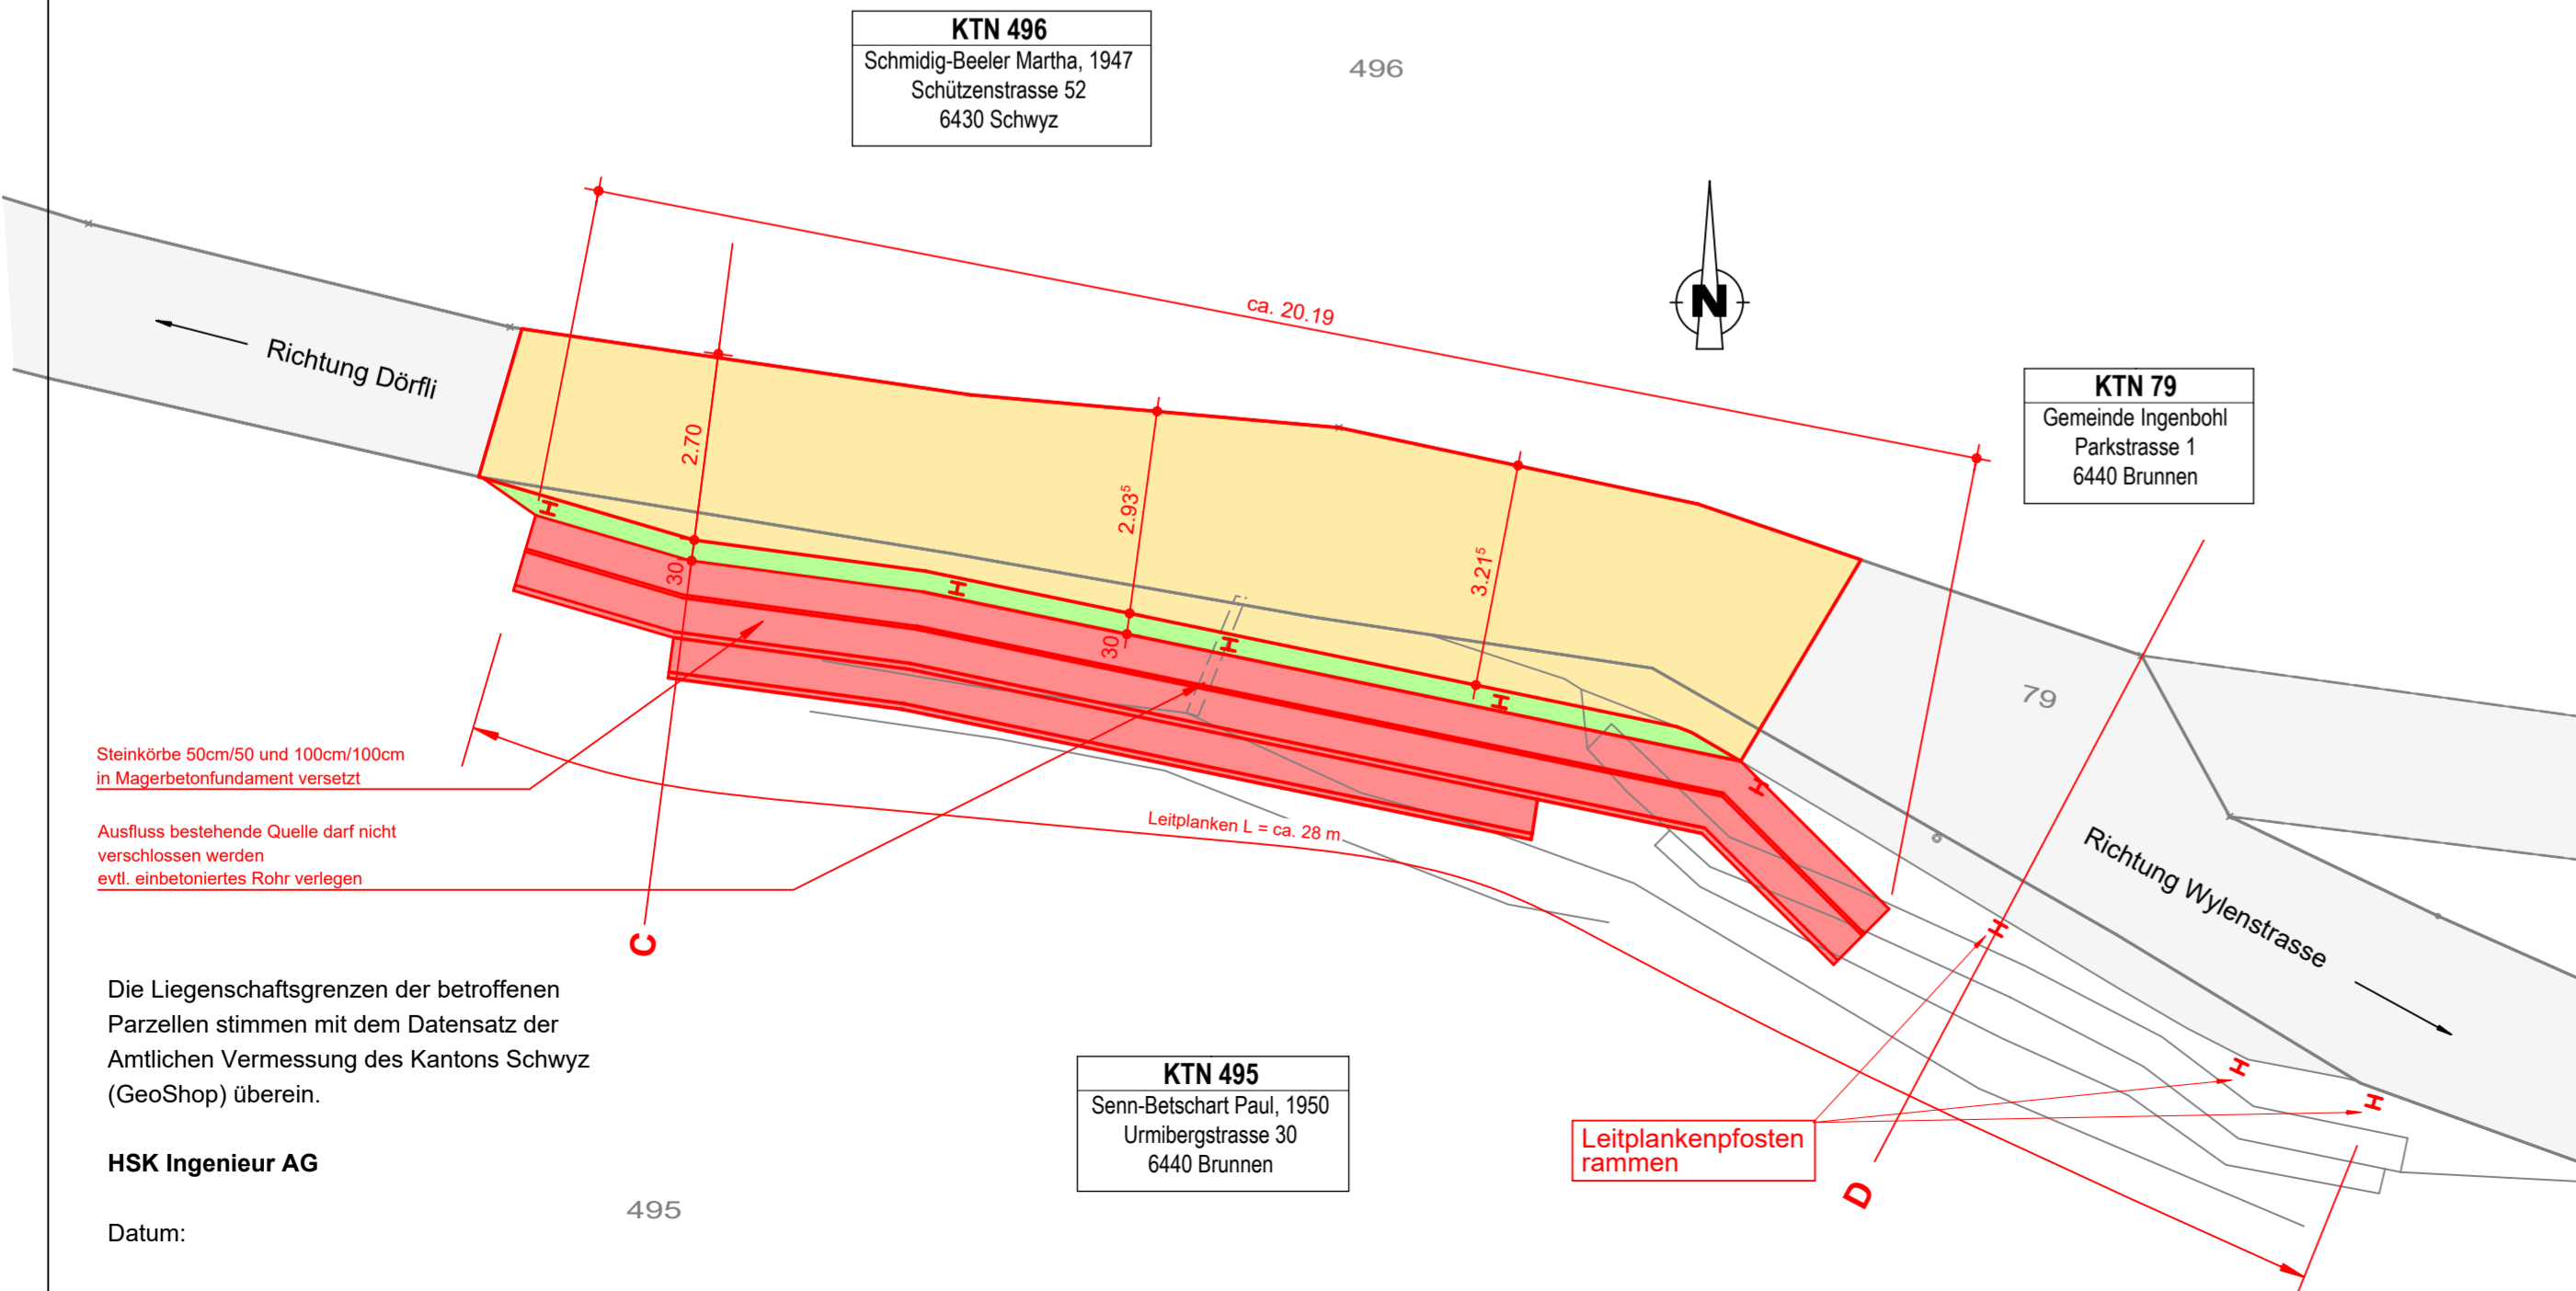 KTN 496
Schmidig-Beeler Martha, 1947
Schützenstrasse 52
6430 Schwyz
496
ca. 20.19
N
Richtung Dörfli
KTN 79
Gemeinde Ingenbohl
Parkstrasse 1
6440 Brunnen
2.70
2.93⁵
3.21⁵
30
30
79
Steinkörbe 50cm/50 und 100cm/100cm
in Magerbetonfundament versetzt
Ausfluss bestehende Quelle darf nicht
verschlossen werden
evtl. einbetoniertes Rohr verlegen
Leitplanken L = ca. 28 m
Richtung Wylenstrasse
C
Die Liegenschaftsgrenzen der betroffenen
Parzellen stimmen mit dem Datensatz der
Amtlichen Vermessung des Kantons Schwyz
(GeoShop) überein.
KTN 495
Senn-Betschart Paul, 1950
Urmibergstrasse 30
6440 Brunnen
Leitplankenpfosten
rammen
D
HSK Ingenieur AG
495
Datum: